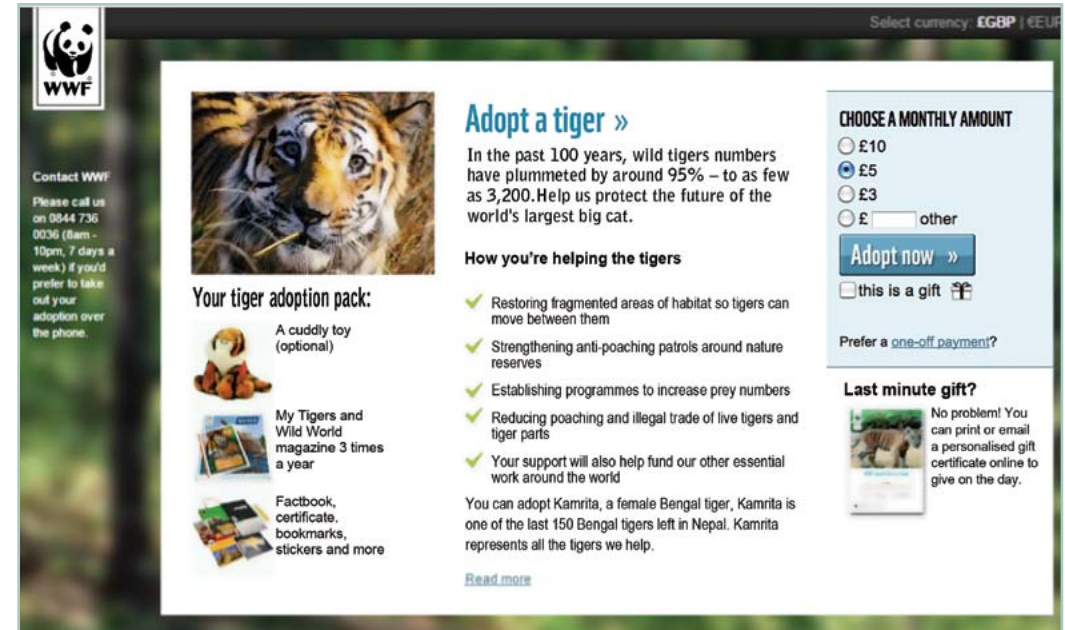 Select currency: £GBP | €EUR
WWF
Contact WWF
Please call us
on 0844 736
0036 (8am -
10pm, 7 days a
week) if you'd
prefer to take
out your
adoption over
the phone.
Your tiger adoption pack:
A cuddly toy
(optional)
My Tigers and
Wild World
magazine 3 times
a year
Factbook,
certificate.
bookmarks,
stickers and more
Adopt a tiger »
In the past 100 years, wild tigers numbers
have plummeted by around 95% – to as few
as 3,200.Help us protect the future of the
world's largest big cat.
How you're helping the tigers
Restoring fragmented areas of habitat so tigers can
move between them
Strengthening anti-poaching patrols around nature
reserves
Establishing programmes to increase prey numbers
Reducing poaching and illegal trade of live tigers and
tiger parts
Your support will also help fund our other essential
work around the world
You can adopt Kamrita, a female Bengal tiger, Kamrita is
one of the last 150 Bengal tigers left in Nepal. Kamrita
represents all the tigers we help.
Read more
CHOOSE A MONTHLY AMOUNT
£10
£5
£3
£ other
Adopt now »
this is a gift
Prefer a one-off payment?
Last minute gift?
No problem! You
can print or email
a personalised gift
certificate online to
give on the day.